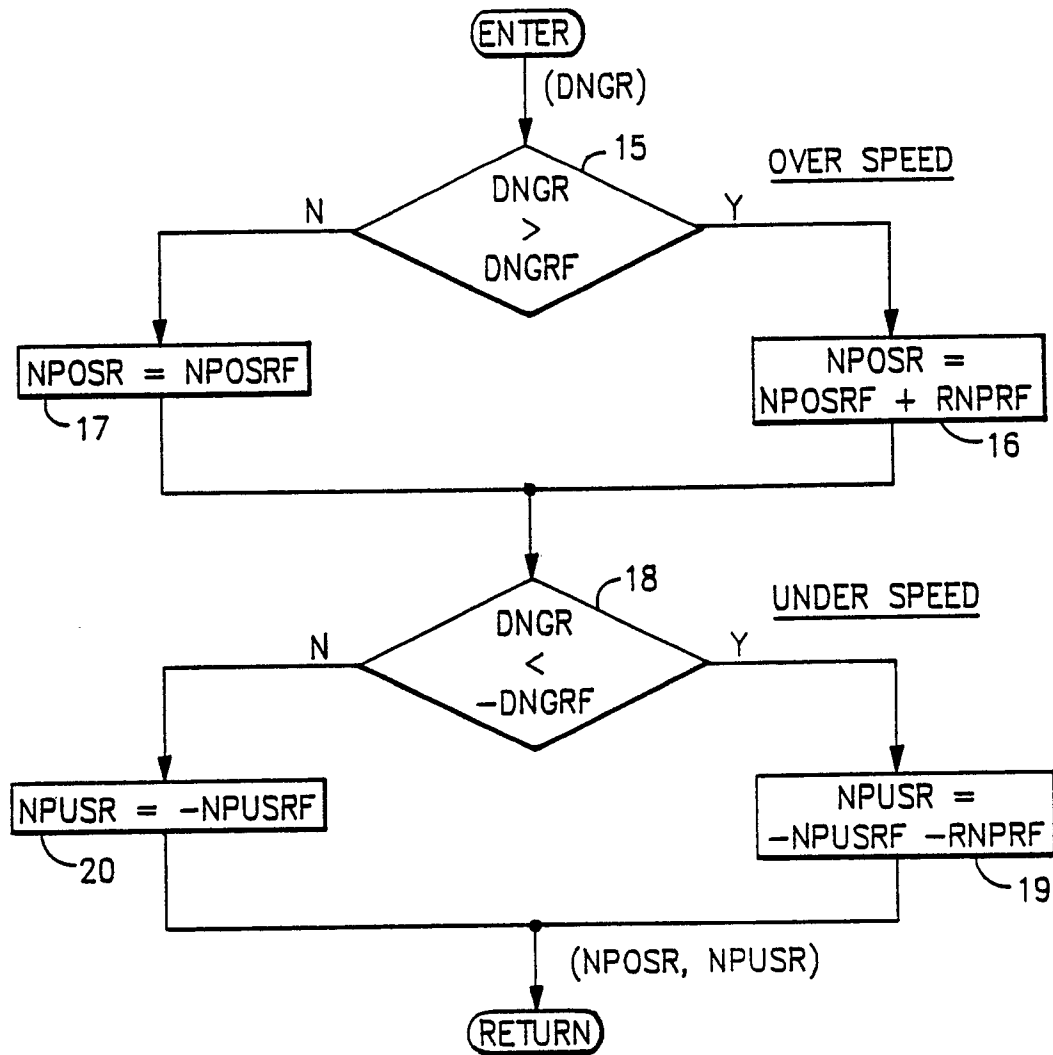 ENTER
(DNGR)
15
OVER SPEED
DNGR
>
DNGRF
N
Y
NPOSR = NPOSRF
17
NPOSR =
NPOSRF + RNPRF
16
18
UNDER SPEED
DNGR
<
-DNGRF
N
Y
NPUSR = -NPUSRF
20
NPUSR =
-NPUSRF -RNPRF
19
(NPOSR, NPUSR)
RETURN